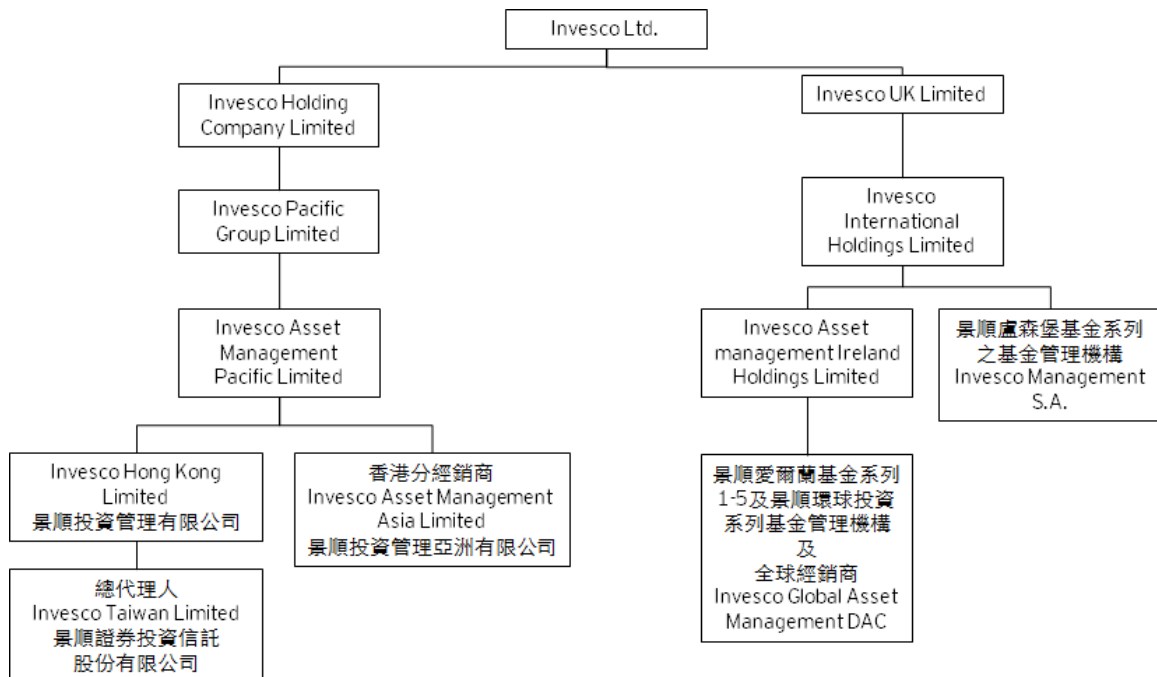 Invesco Ltd.
Invesco Holding
Company Limited
Invesco UK Limited
Invesco Pacific
Group Limited
Invesco
International
Holdings Limited
Invesco Asset
Management
Pacific Limited
Invesco Asset
management Ireland
Holdings Limited
景順盧森堡基金系列
之基金管理機構
Invesco Management
S.A.
Invesco Hong Kong
Limited
景順投資管理有限公司
香港分經銷商
Invesco Asset Management
Asia Limited
景順投資管理亞洲有限公司
景順愛爾蘭基金系列
1-5及景順環球投資
系列基金管理機構
及
全球經銷商
Invesco Global Asset
Management DAC
總代理人
Invesco Taiwan Limited
景順證券投資信託
股份有限公司